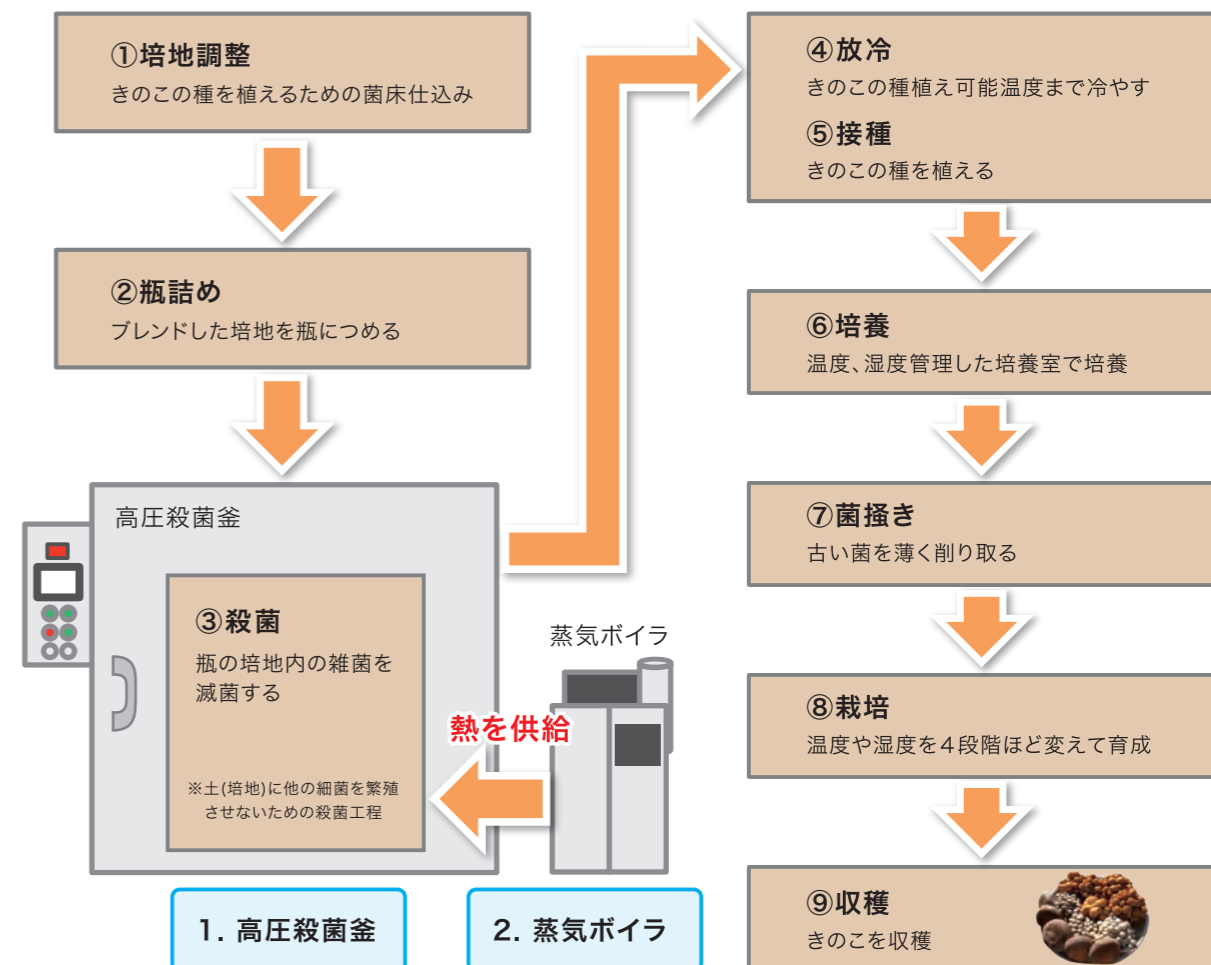 ①培地調整
きのこの種を植えるための菌床仕込み
②瓶詰め
ブレンドした培地を瓶につめる
高圧殺菌釜
③殺菌
瓶の培地内の雑菌を
滅菌する
※土(培地)に他の細菌を繁殖
させないための殺菌工程
蒸気ボイラ
熱を供給
1. 高圧殺菌釜
2. 蒸気ボイラ
④放冷
きのこの種植え可能温度まで冷やす
⑤接種
きのこの種を植える
⑥培養
温度、湿度管理した培養室で培養
⑦菌掻き
古い菌を薄く削り取る
⑧栽培
温度や湿度を4段階ほど変えて育成
⑨収穫
きのこを収穫